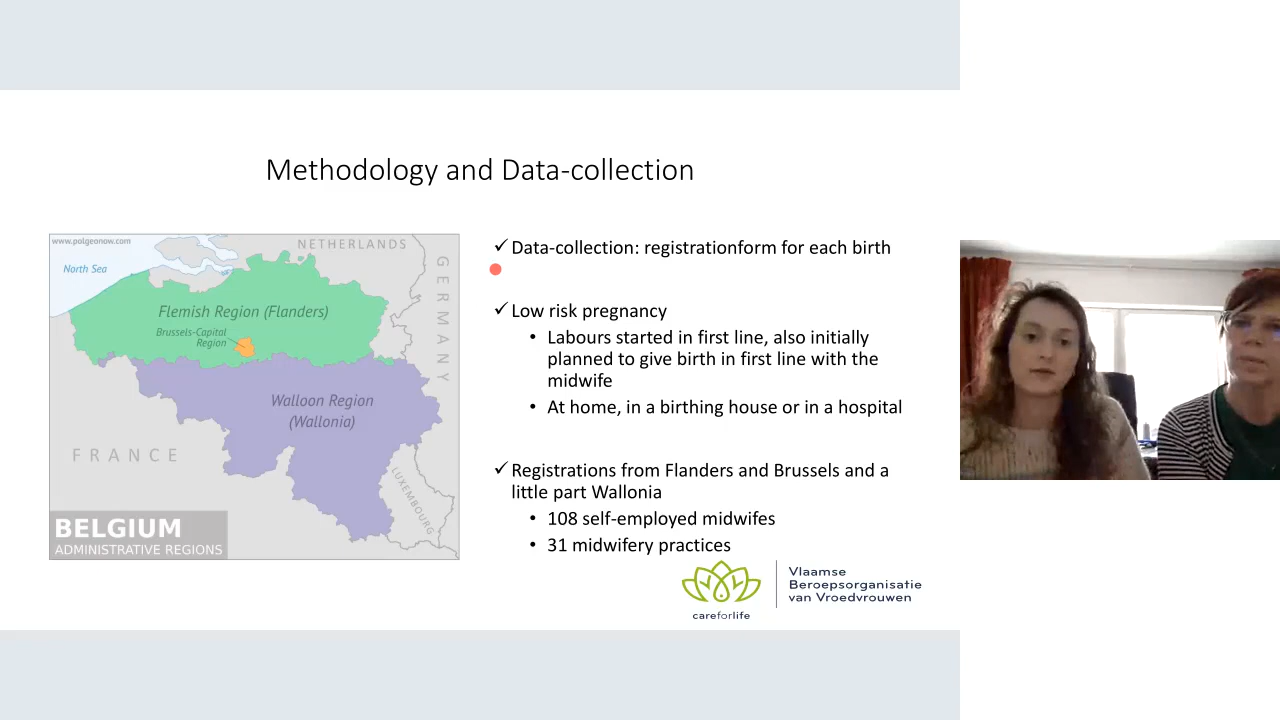 Methodology and Data-collection
www.polgeonow.com
NETHERLANDS
North Sea
GERMANY
Flemish Region (Flanders)
Brussels-Capital
Region
Walloon Region
(Wallonia)
FRANCE
LUXEMBOURG
BELGIUM
ADMINISTRATIVE REGIONS
✓ Data-collection: registrationform for each birth
✓ Low risk pregnancy
• Labours started in first line, also initially
planned to give birth in first line with the
midwife
• At home, in a birthing house or in a hospital
✓ Registrations from Flanders and Brussels and a
little part Wallonia
• 108 self-employed midwifes
• 31 midwifery practices
careforlife
Vlaamse
Beroepsorganisatie
van Vroedvrouwen